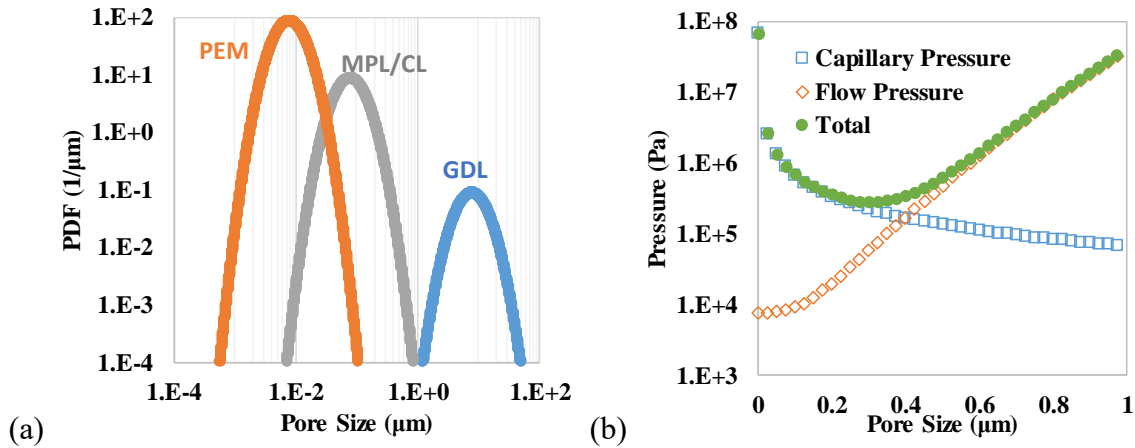 1.E+2
1.E+1
1.E+0
1.E-1
1.E-2
1.E-3
1.E-4
PDF (1/µm)
PEM
MPL/CL
GDL
1.E-4
1.E-2
1.E+0
1.E+2
Pore Size (µm)
(a)
1.E+8
1.E+7
1.E+6
1.E+5
1.E+4
1.E+3
Pressure (Pa)
Capillary Pressure
Flow Pressure
Total
0
0.2
0.4
0.6
0.8
1
Pore Size (µm)
(b)